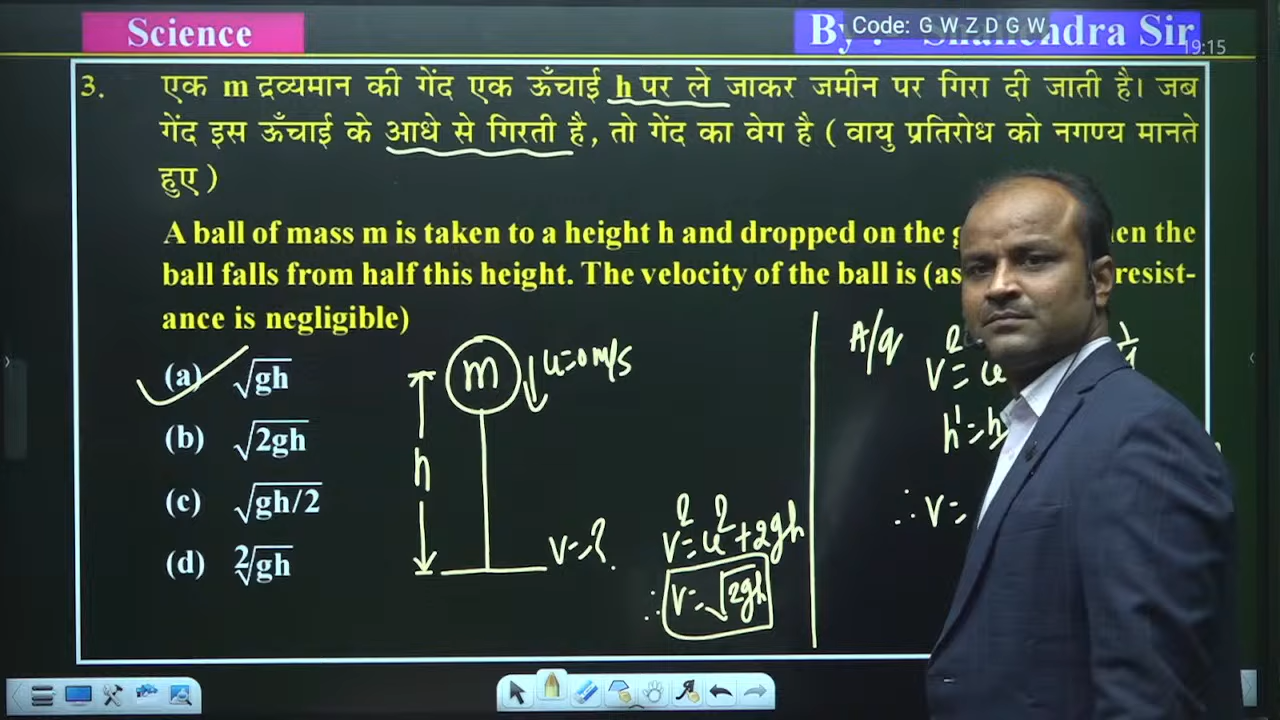 Science
By :- Shailendra Sir
Code: G W Z D G W
19:15
3. एक m द्रव्यमान की गेंद एक ऊँचाई h पर ले जाकर जमीन पर गिरा दी जाती है। जब
गेंद इस ऊँचाई के आधे से गिरती है, तो गेंद का वेग है ( वायु प्रतिरोध को नगण्य मानते
हुए )
A ball of mass m is taken to a height h and dropped on the
ball falls from half this height. The velocity of the ball is (as resist-
ance is negligible)
(a) √gh
(b) √2gh
(c) √gh/2
(d) 2√gh
m
u=0 m/s
h
v=?
v²=u²+2gh
∴ v=√2gh
A/q
v²=u
h'=h
∴ v=